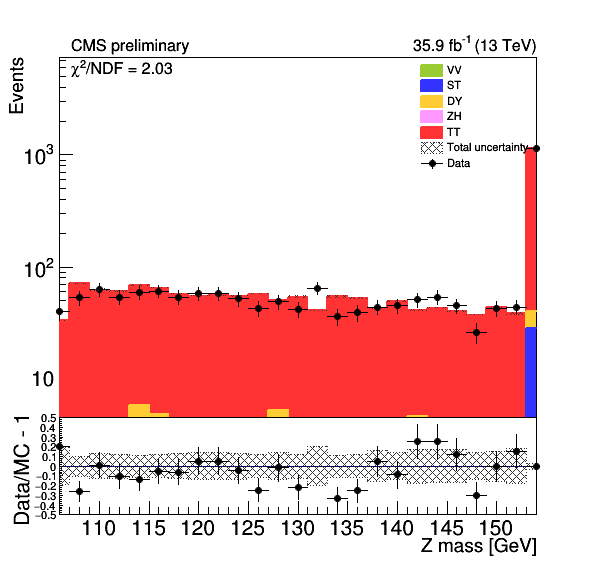 CMS preliminary
35.9 fb⁻¹ (13 TeV)
χ²/NDF = 2.03
Events
VV
ST
DY
ZH
TT
Total uncertainty
Data
10³
10²
10
Data/MC - 1
0.5
0.4
0.3
0.2
0.1
0
-0.1
-0.2
-0.3
-0.4
-0.5
110 115 120 125 130 135 140 145 150
Z mass [GeV]